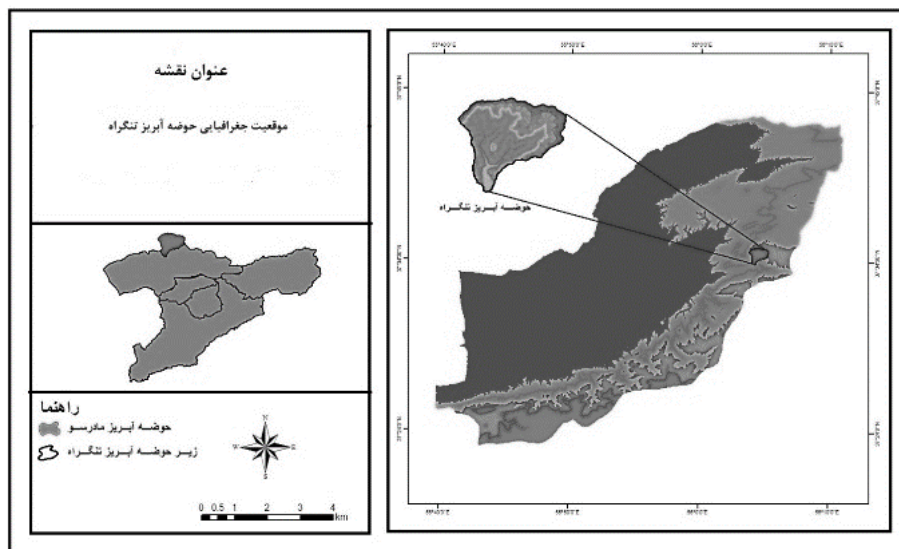 عنوان نقشه
موقعیت جغرافیایی حوضه آبریز تنگراه
حوضه آبریز تنگراه
راهنما
حوضه آبریز مادرسو
زیر حوضه آبریز تنگراه
N
W E
S
0 0.5 1 2 3 4
km